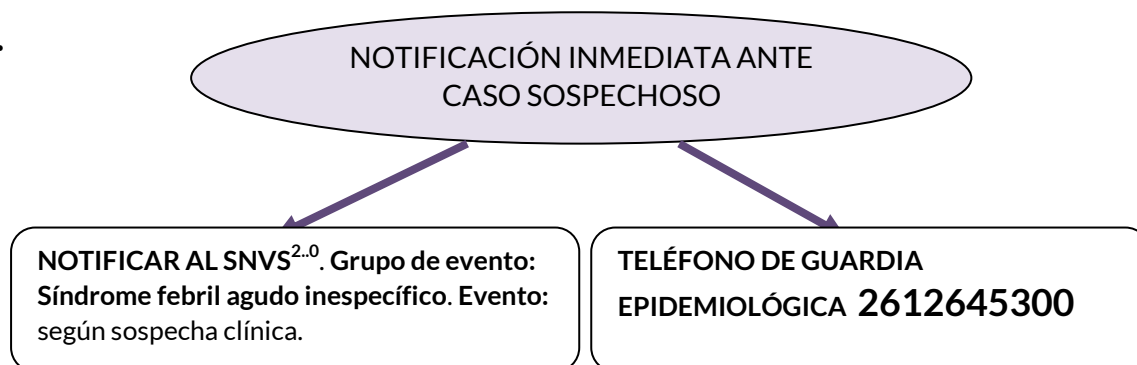 NOTIFICACIÓN INMEDIATA ANTE
CASO SOSPECHOSO
NOTIFICAR AL SNVS2..0. Grupo de evento:
Síndrome febril agudo inespecífico. Evento:
según sospecha clínica.
TELÉFONO DE GUARDIA
EPIDEMIOLÓGICA 2612645300